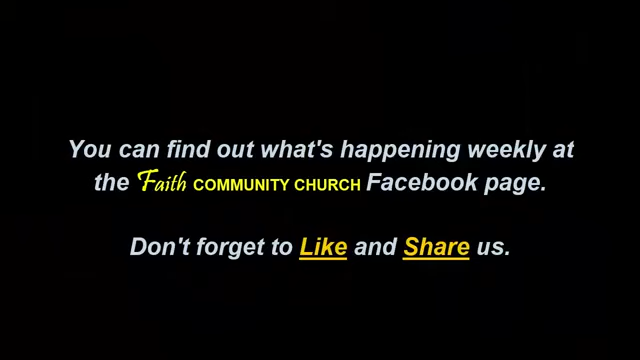 You can find out what's happening weekly at
the Faith COMMUNITY CHURCH Facebook page.
Don't forget to Like and Share us.